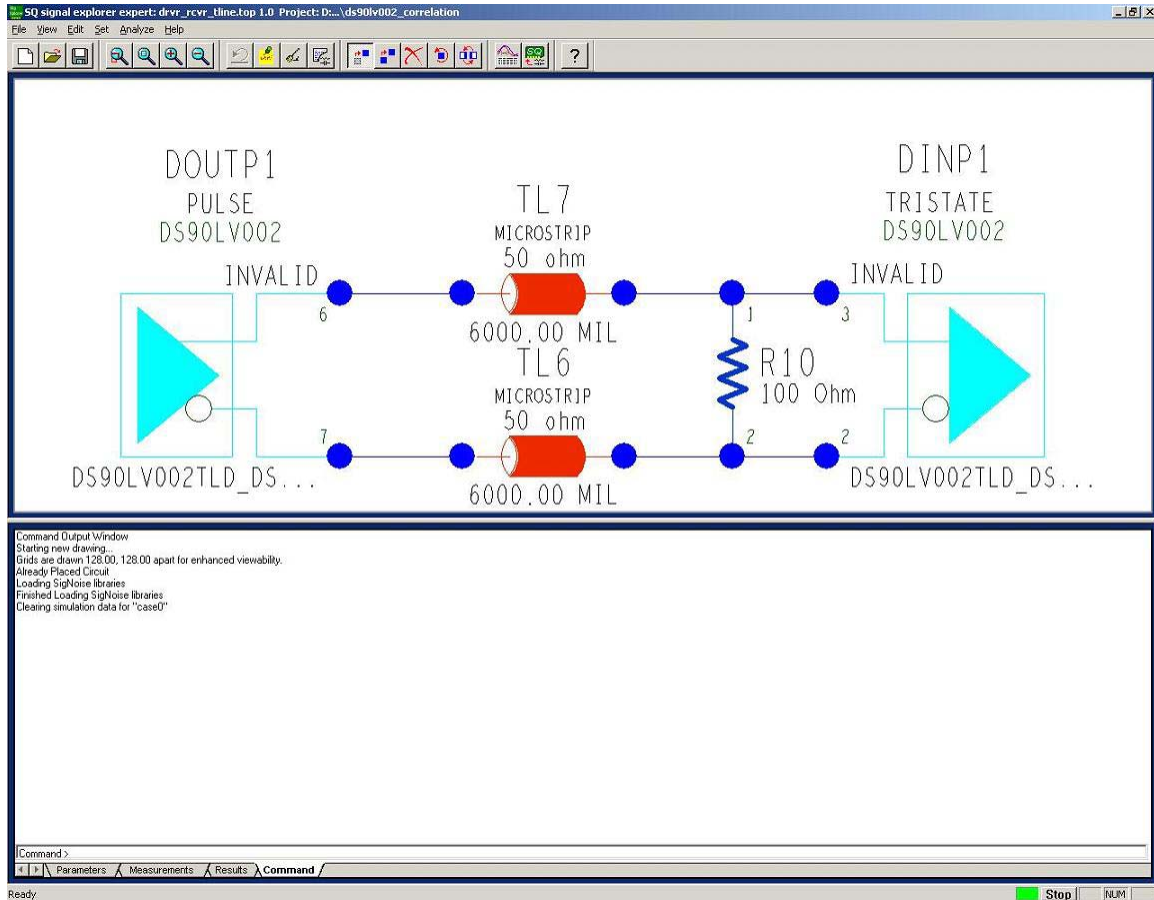 SQ signal explorer expert: drvr_rcvr_tline.top 1.0 Project: D:...\ds90lv002_correlation
File View Edit Set Analyze Help
SQ
?
DOUTP1
PULSE
DS90LV002
INVALID
6
7
DS90LV002TLD_DS...
TL7
MICROSTRIP
50 ohm
6000.00 MIL
TL6
MICROSTRIP
50 ohm
6000.00 MIL
1
R10
100 Ohm
2
DINP1
TRISTATE
DS90LV002
INVALID
3
2
DS90LV002TLD_DS...
Command Output Window
Starting new drawing...
Grids are drawn 128.00, 128.00 apart for enhanced viewability.
Already Placed Circuit
Loading SigNoise libraries
Finished Loading SigNoise libraries
Clearing simulation data for "case0"
Command >
Parameters Measurements Results Command
Ready Stop NUM